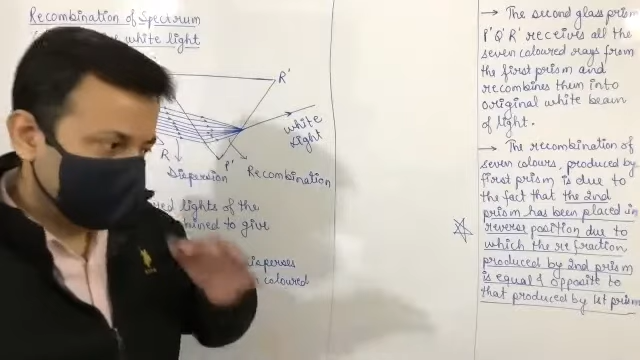 Recombination of Spectrum
white light
R'
White
light
R
P'
Dispersion
Recombination
lights of the
to give
disperses
coloured
→ The second glass prism
P'Q'R' receives all the
seven coloured rays from
the first prism and
recombines them into
original white beam
of light.
→ The recombination of
seven colours, produced by
first prism is due to
the fact that the 2nd
prism has been placed in
reverse position due to
which the refraction
produced by 2nd prism
is equal & opposite to
that produced by 1st prism